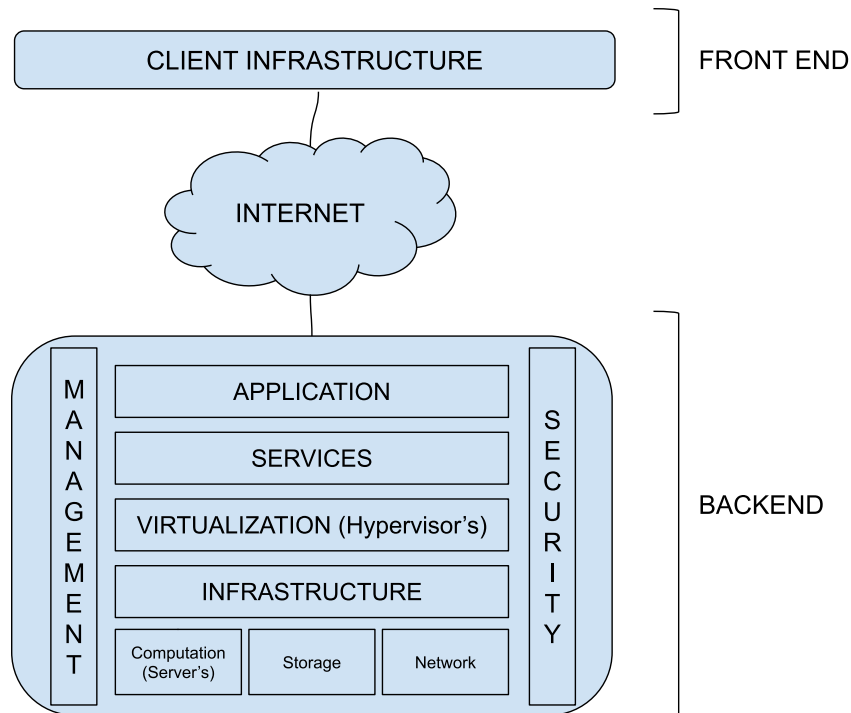 CLIENT INFRASTRUCTURE
FRONT END
INTERNET
MANAGEMENT
APPLICATION
SERVICES
VIRTUALIZATION (Hypervisor's)
INFRASTRUCTURE
Computation
(Server's)
Storage
Network
SECURITY
BACKEND